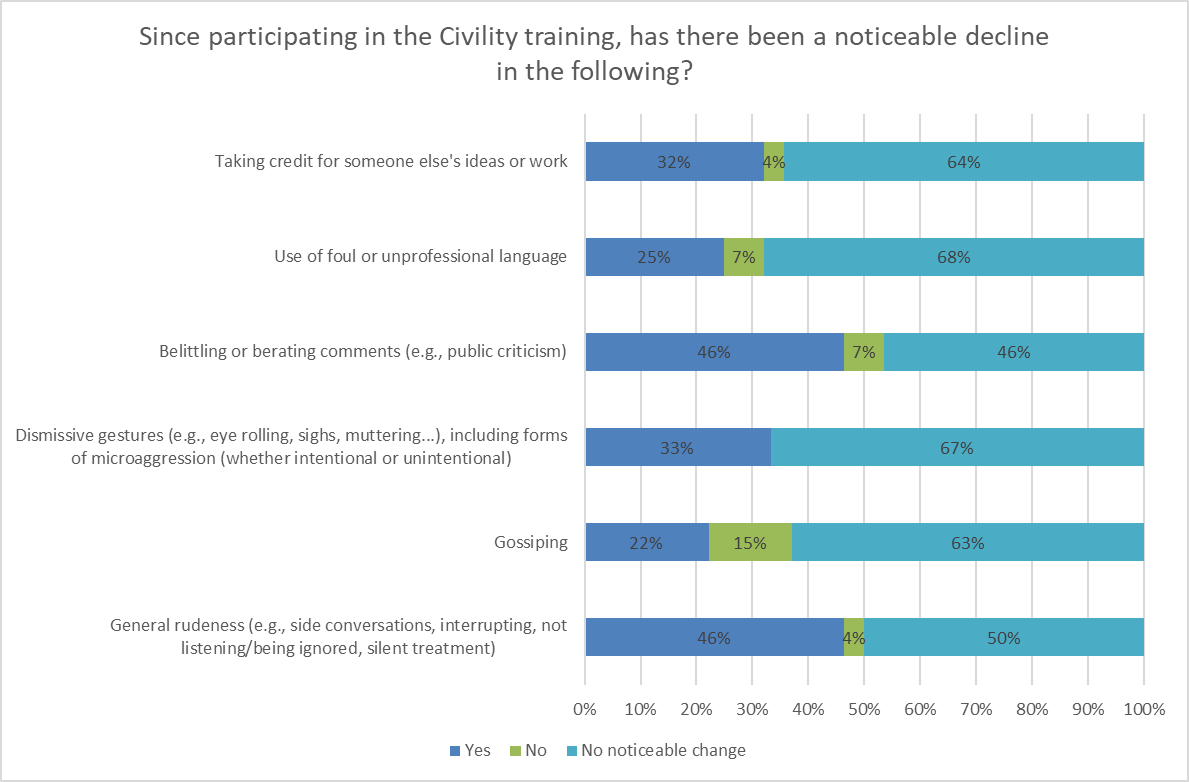 Since participating in the Civility training, has there been a noticeable decline
in the following?
Taking credit for someone else's ideas or work
32%
4%
64%
Use of foul or unprofessional language
25%
7%
68%
Belittling or berating comments (e.g., public criticism)
46%
7%
46%
Dismissive gestures (e.g., eye rolling, sighs, muttering...), including forms
of microaggression (whether intentional or unintentional)
33%
67%
Gossiping
22%
15%
63%
General rudeness (e.g., side conversations, interrupting, not
listening/being ignored, silent treatment)
46%
4%
50%
0% 10% 20% 30% 40% 50% 60% 70% 80% 90% 100%
Yes No No noticeable change